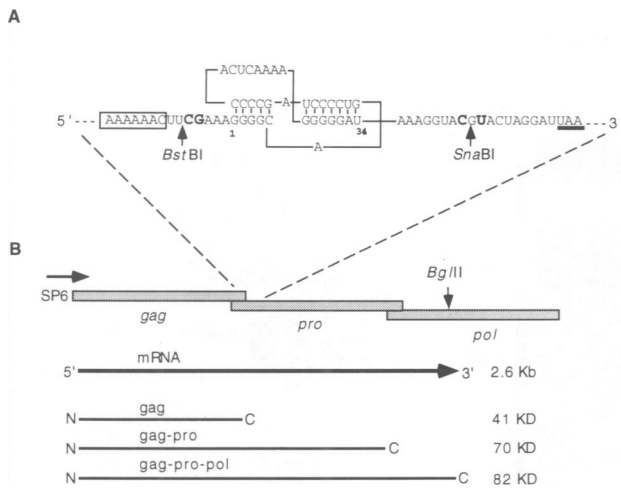 A
ACUCAAAA
CCCCG A UCCCCUG
5' AAAAAACUUCGAAAGGGGC GGGGGAU AAAGGUACGUACUAGGAUUAA 3
1 34
A
BstBI SnaBI
B
BglII
SP6
gag
pro
pol
mRNA
5' 3' 2.6 Kb
gag
N C 41 KD
gag-pro
N C 70 KD
gag-pro-pol
N C 82 KD